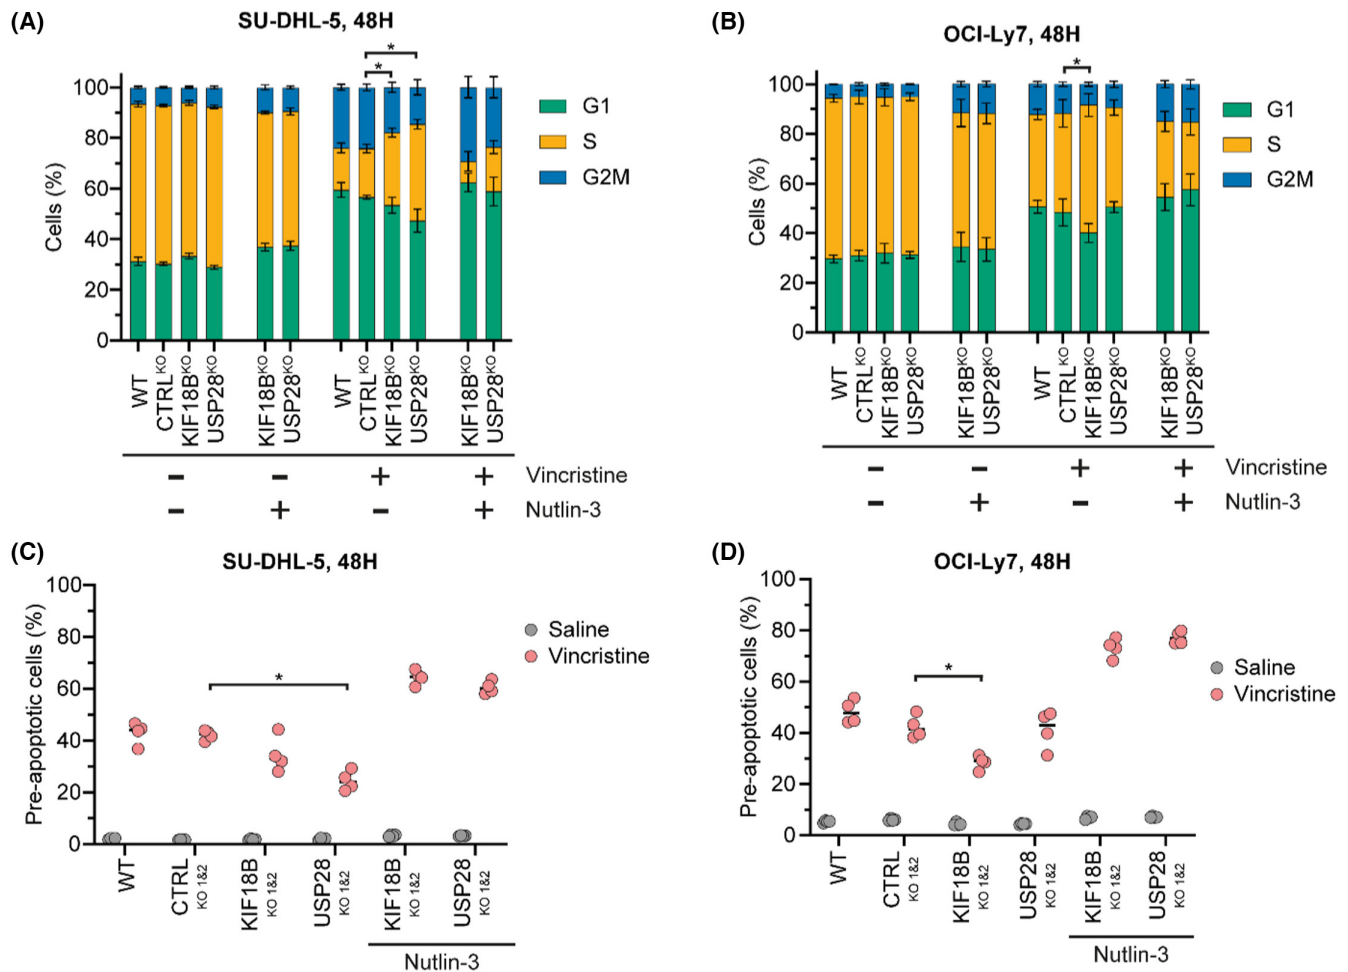 (A)
SU-DHL-5, 48H
Cells (%)
100
80
60
40
20
0
*
*
G1
S
G2M
WT
CTRLKO
KIF18BKO
USP28KO
KIF18BKO
USP28KO
WT
CTRLKO
KIF18BKO
USP28KO
KIF18BKO
USP28KO
− − + + Vincristine
− + − + Nutlin-3
(B)
OCI-Ly7, 48H
Cells (%)
100
80
60
40
20
0
*
G1
S
G2M
WT
CTRLKO
KIF18BKO
USP28KO
KIF18BKO
USP28KO
WT
CTRLKO
KIF18BKO
USP28KO
KIF18BKO
USP28KO
− − + + Vincristine
− + − + Nutlin-3
(C)
SU-DHL-5, 48H
Pre-apoptotic cells (%)
100
80
60
40
20
0
*
Saline
Vincristine
WT
CTRL
KO 1&2
KIF18B
KO 1&2
USP28
KO 1&2
KIF18B
KO 1&2
USP28
KO 1&2
Nutlin-3
(D)
OCI-Ly7, 48H
Pre-apoptotic cells (%)
100
80
60
40
20
0
*
Saline
Vincristine
WT
CTRL
KO 1&2
KIF18B
KO 1&2
USP28
KO 1&2
KIF18B
KO 1&2
USP28
KO 1&2
Nutlin-3